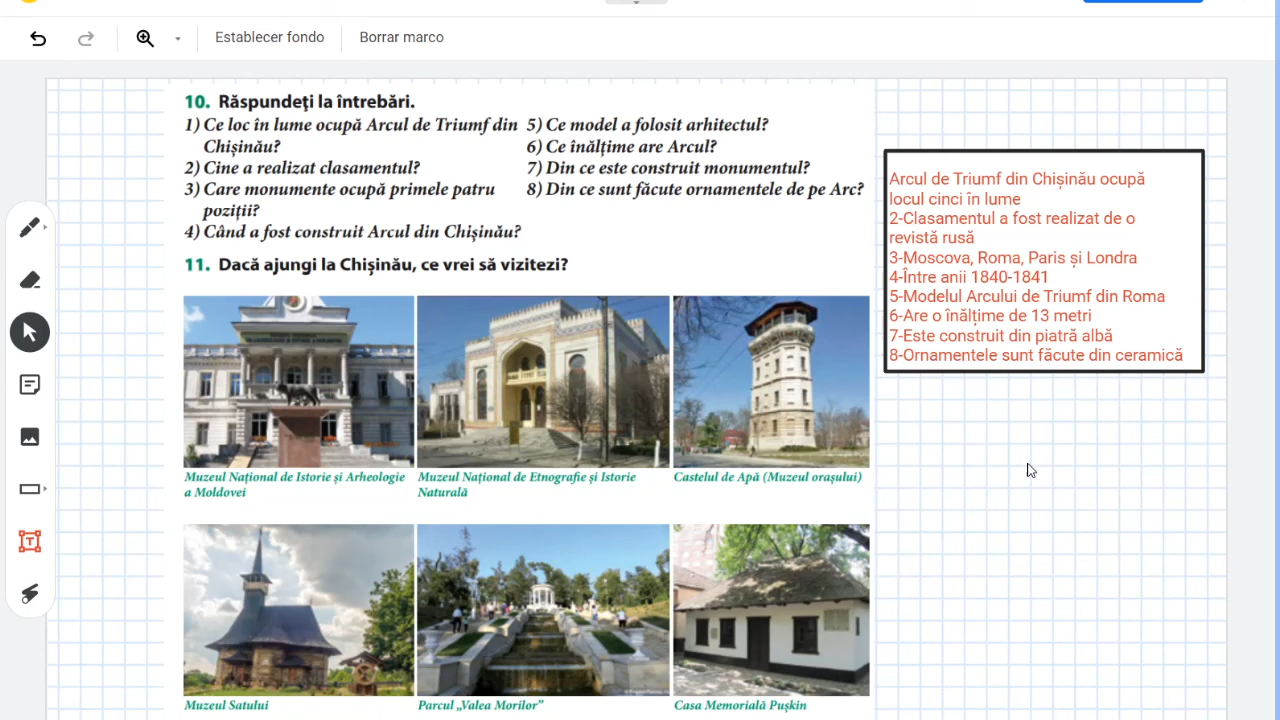 Establecer fondo
Borrar marco
10. Răspundeţi la întrebări.
1) Ce loc în lume ocupă Arcul de Triumf din
Chișinău?
2) Cine a realizat clasamentul?
3) Care monumente ocupă primele patru
poziții?
4) Când a fost construit Arcul din Chișinău?
5) Ce model a folosit arhitectul?
6) Ce înălțime are Arcul?
7) Din ce este construit monumentul?
8) Din ce sunt făcute ornamentele de pe Arc?
11. Dacă ajungi la Chişinău, ce vrei să vizitezi?
Muzeul Național de Istorie și Arheologie
a Moldovei
Muzeul Național de Etnografie și Istorie
Naturală
Castelul de Apă (Muzeul orașului)
Muzeul Satului
Parcul „Valea Morilor”
Casa Memorială Pușkin
Arcul de Triumf din Chișinău ocupă
locul cinci în lume
2-Clasamentul a fost realizat de o
revistă rusă
3-Moscova, Roma, Paris și Londra
4-Între anii 1840-1841
5-Modelul Arcului de Triumf din Roma
6-Are o înălțime de 13 metri
7-Este construit din piatră albă
8-Ornamentele sunt făcute din ceramică